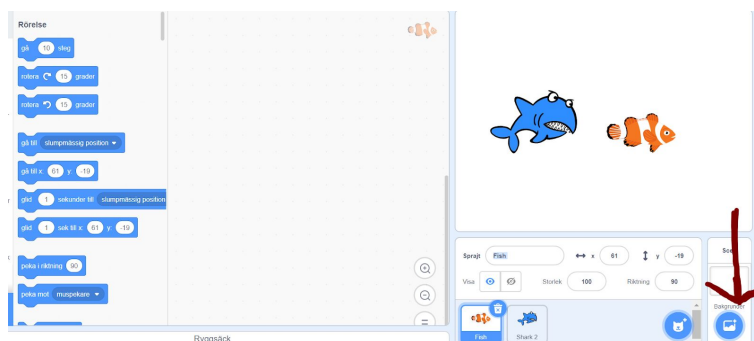 Rörelse
gå 10 steg
rotera 15 grader
rotera 15 grader
gå till slumpmässig position
gå till x: 61 y: -19
glid 1 sekunder till slumpmässig position
glid 1 sek till x: 61 y: -19
peka i riktning 90
peka mot muspekare
Ryggsäck
Sprajt Fish x 61 y -19
Visa Storlek 100 Riktning 90
Fish
Shark 2
Bakgrunder